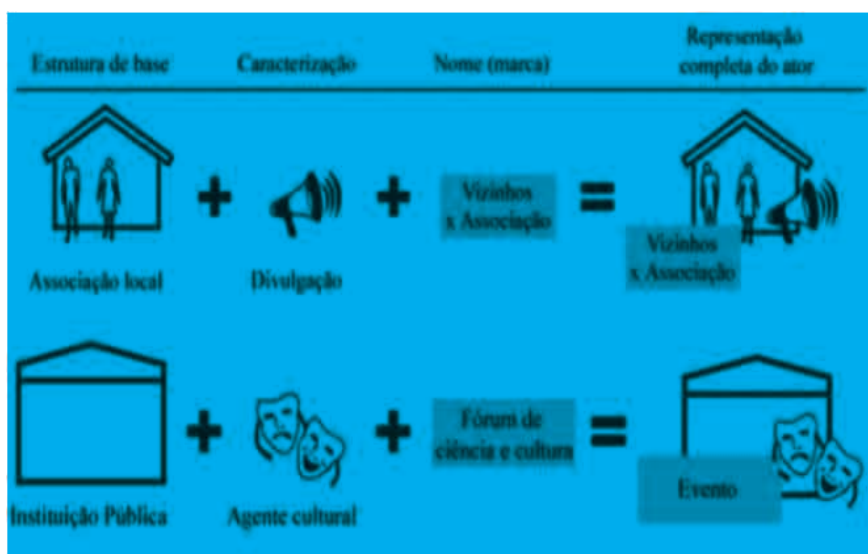 Estrutura de base
Caracterização
Nome (marca)
Representação
completa do ator
Vizinhos
x Associação
Vizinhos
x Associação
Associação local
Divulgação
Fórum de
ciência e cultura
Evento
Instituição Pública
Agente cultural